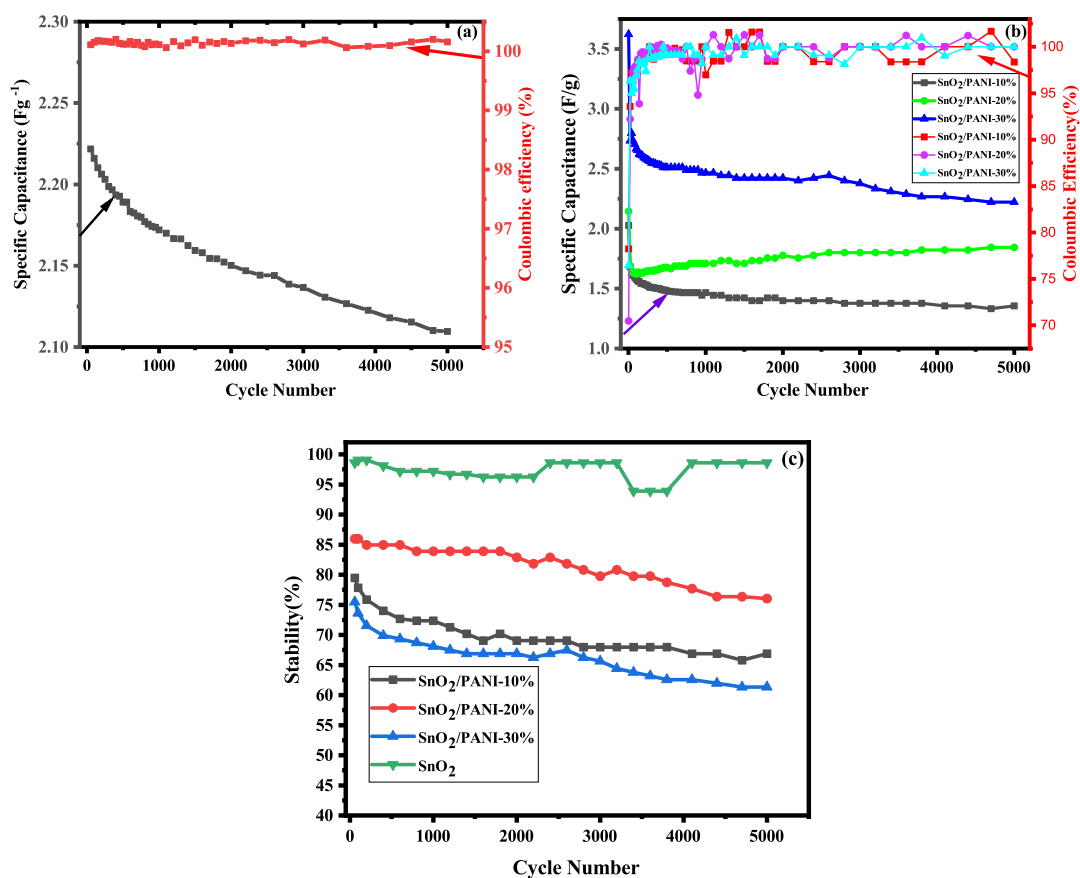 (a)
2.30
2.25
2.20
2.15
2.10
Specific Capacitance (Fg⁻¹)
0 1000 2000 3000 4000 5000
Cycle Number
100
99
98
97
96
95
Coulombic efficiency (%)
(b)
3.5
3.0
2.5
2.0
1.5
1.0
Specific Capacitance (F/g)
SnO₂/PANI-10%
SnO₂/PANI-20%
SnO₂/PANI-30%
SnO₂/PANI-10%
SnO₂/PANI-20%
SnO₂/PANI-30%
0 1000 2000 3000 4000 5000
Cycle Number
100
95
90
85
80
75
70
Coloumbic Efficiency(%)
(c)
100
95
90
85
80
75
70
65
60
55
50
45
40
Stability(%)
SnO₂/PANI-10%
SnO₂/PANI-20%
SnO₂/PANI-30%
SnO₂
0 1000 2000 3000 4000 5000
Cycle Number